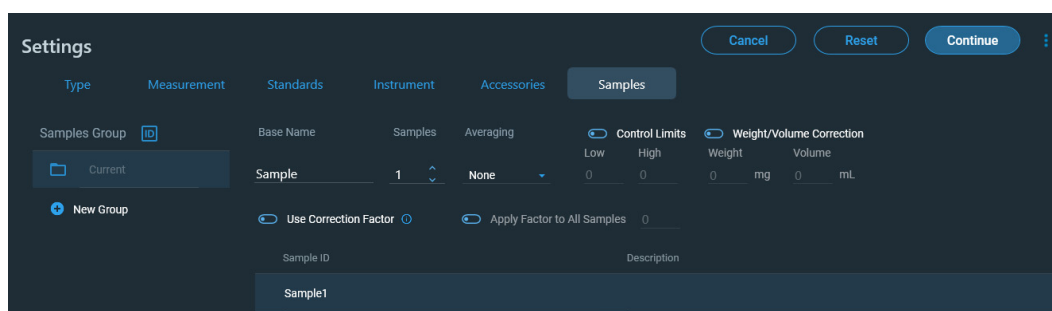 Settings
Cancel
Reset
Continue
Type
Measurement
Standards
Instrument
Accessories
Samples
Samples Group ID
Current
New Group
Base Name
Samples
Averaging
Control Limits
Weight/Volume Correction
Low
High
Weight
Volume
Sample
1
None
0
0
0 mg
0 mL
Use Correction Factor
Apply Factor to All Samples 0
Sample ID
Description
Sample1